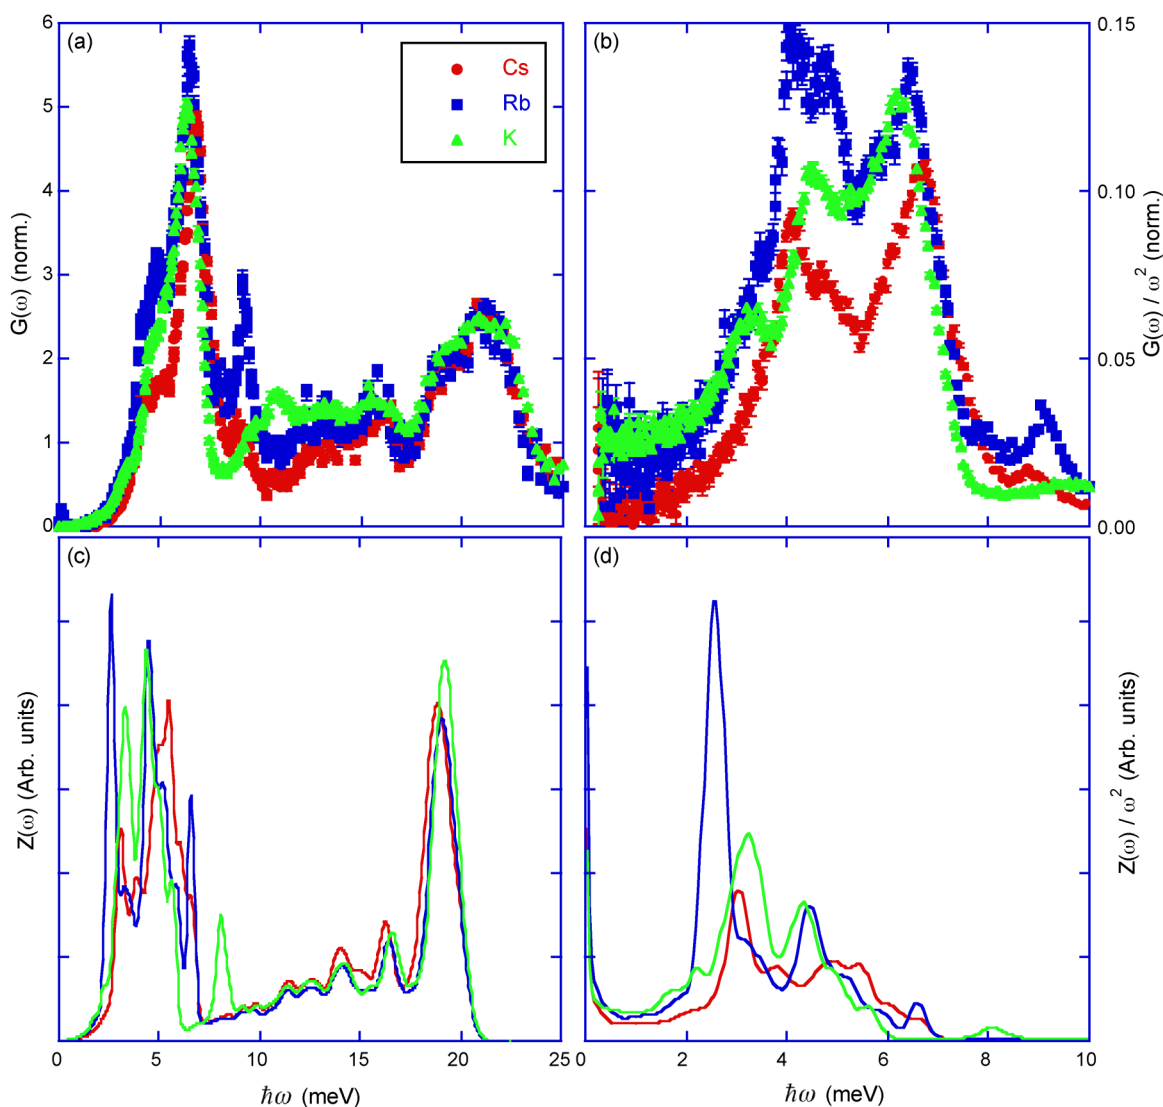 (a)
Cs
Rb
K
G(ω) (norm.)
6
5
4
3
2
1
0
(b)
0.15
0.10
0.05
0.00
G(ω) / ω² (norm.)
(c)
Z(ω) (Arb. units)
0 5 10 15 20 25
ħω (meV)
(d)
Z(ω) / ω² (Arb. units)
0 2 4 6 8 10
ħω (meV)